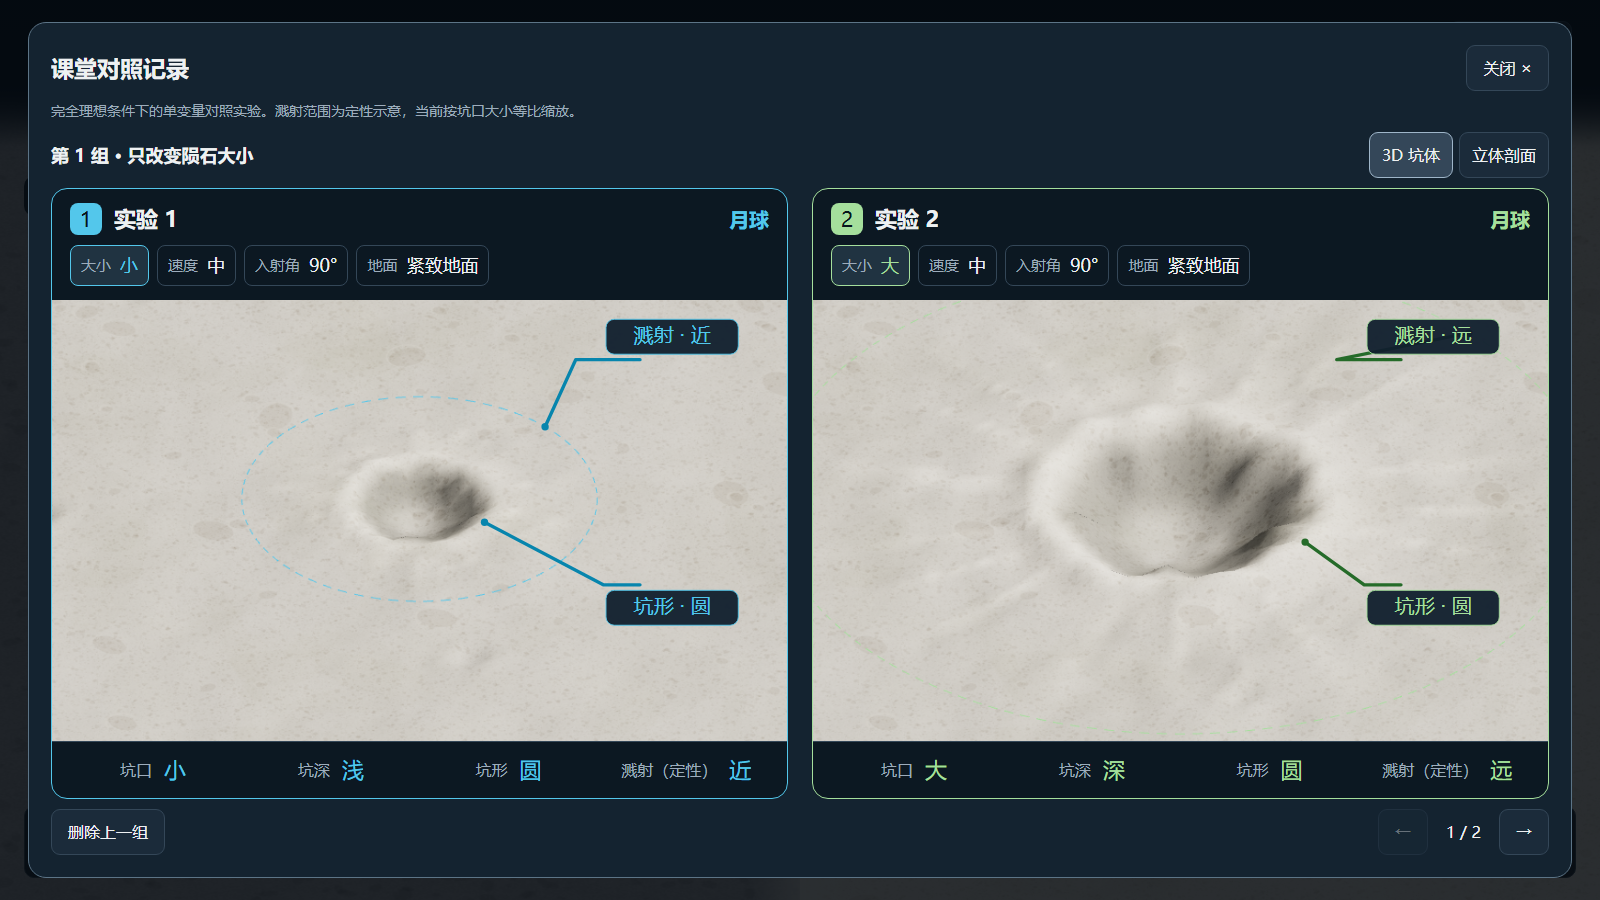 课堂对照记录
关闭 ×
完全理想条件下的单变量对照实验。溅射范围为定性示意，当前按坑口大小等比缩放。
第 1 组 • 只改变陨石大小
3D 坑体
立体剖面
1 实验 1 月球
大小 小 速度 中 入射角 90° 地面 紧致地面
溅射 · 近
坑形 · 圆
坑口 小 坑深 浅 坑形 圆 溅射（定性） 近
2 实验 2 月球
大小 大 速度 中 入射角 90° 地面 紧致地面
溅射 · 远
坑形 · 圆
坑口 大 坑深 深 坑形 圆 溅射（定性） 远
删除上一组
← 1 / 2 →